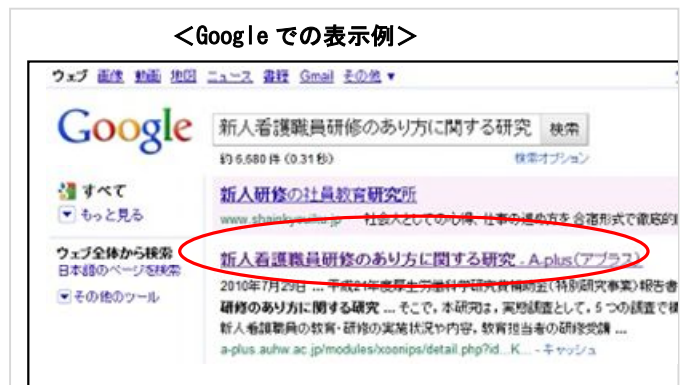 ＜Google での表示例＞
ウェブ 画像 動画 地図 ニュース 書籍 Gmail その他 ▼
Google
新人看護職員研修のあり方に関する研究 検索
約 6,680 件 (0.31 秒) 検索オプション
すべて
もっと見る
ウェブ全体から検索
日本語のページを検索
その他のツール
新人研修の社員教育研究所
社会人としての心構、仕事の進め方を 合宿形式で徹底的
新人看護職員研修のあり方に関する研究 - A-plus(アプラス)
2010年7月29日 ... 平成21年度厚生労働科学研究費補助金(特別研究事業)報告書
研修のあり方に関する研究 ... そこで、本研究は、実態調査として、5 つの調査で構
新人看護職員の教育・研修の実施状況や内容、教育担当者の研修受講 ...
a-plus.auhw.ac.jp/modules/xoonips/detail.php?id...K... - キャッシュ